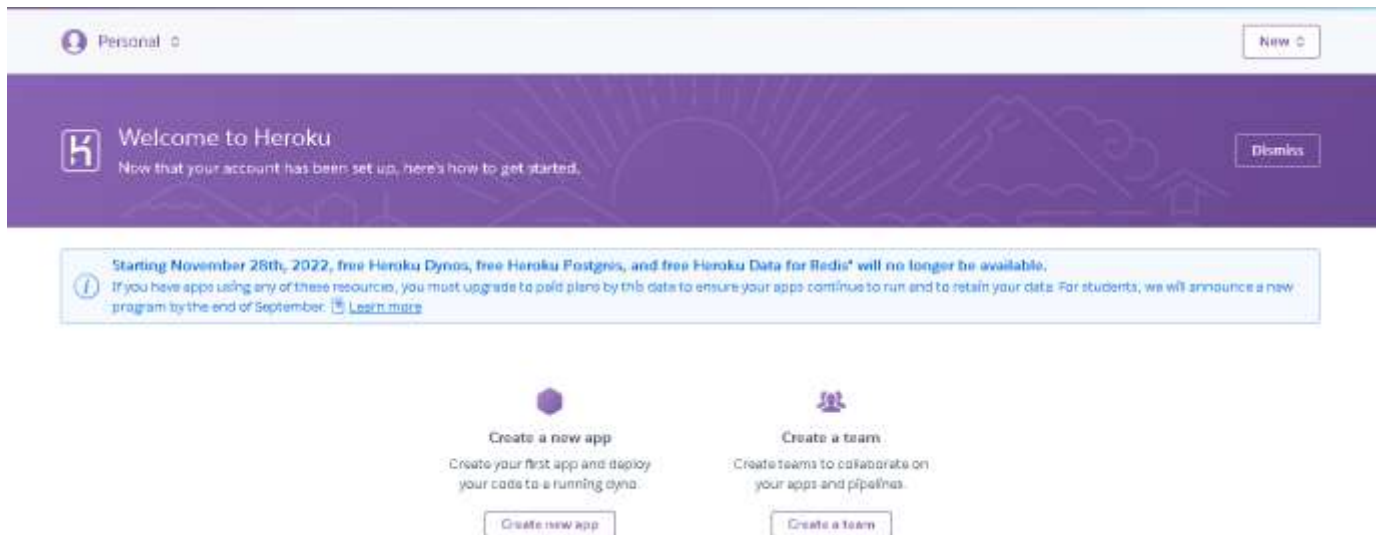 Personal
New
Welcome to Heroku
Now that your account has been set up, here's how to get started.
Dismiss
Starting November 28th, 2022, free Heroku Dynos, free Heroku Postgres, and free Heroku Data for Redis® will no longer be available.
If you have apps using any of these resources, you must upgrade to paid plans by this date to ensure your apps continue to run and to retain your data. For students, we will announce a new
program by the end of September. Learn more
Create a new app
Create your first app and deploy
your code to a running dyno.
Create new app
Create a team
Create teams to collaborate on
your apps and pipelines.
Create a team